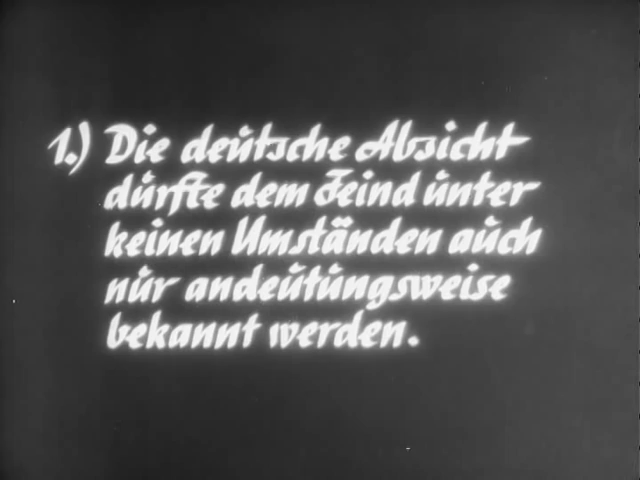 1.) Die deutsche Absicht
durfte dem Feind unter
keinen Umständen auch
nur andeutungsweise
bekannt werden.